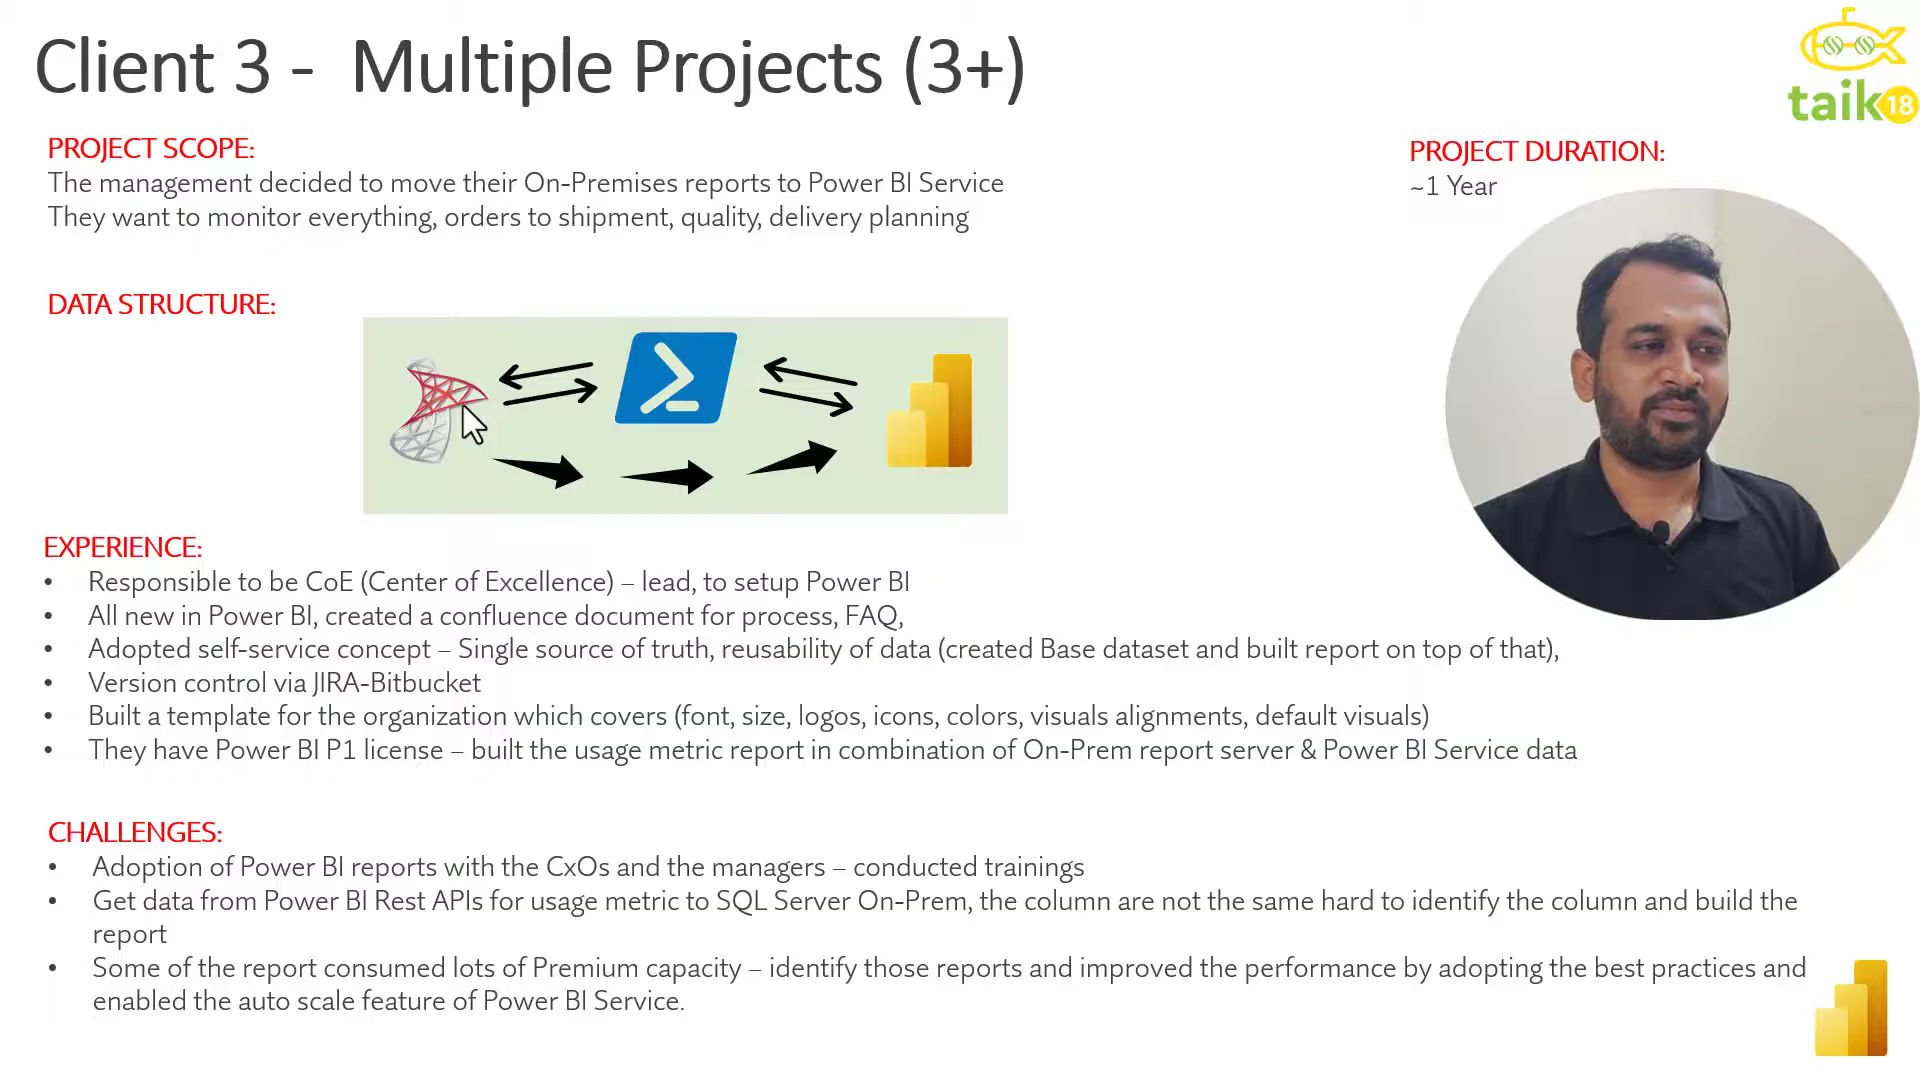 Client 3 - Multiple Projects (3+)
taik18
PROJECT SCOPE:
The management decided to move their On-Premises reports to Power BI Service
They want to monitor everything, orders to shipment, quality, delivery planning
PROJECT DURATION:
~1 Year
DATA STRUCTURE:
EXPERIENCE:
• Responsible to be CoE (Center of Excellence) – lead, to setup Power BI
• All new in Power BI, created a confluence document for process, FAQ,
• Adopted self-service concept – Single source of truth, reusability of data (created Base dataset and built report on top of that),
• Version control via JIRA-Bitbucket
• Built a template for the organization which covers (font, size, logos, icons, colors, visuals alignments, default visuals)
• They have Power BI P1 license – built the usage metric report in combination of On-Prem report server & Power BI Service data
CHALLENGES:
• Adoption of Power BI reports with the CxOs and the managers – conducted trainings
• Get data from Power BI Rest APIs for usage metric to SQL Server On-Prem, the column are not the same hard to identify the column and build the
report
• Some of the report consumed lots of Premium capacity – identify those reports and improved the performance by adopting the best practices and
enabled the auto scale feature of Power BI Service.